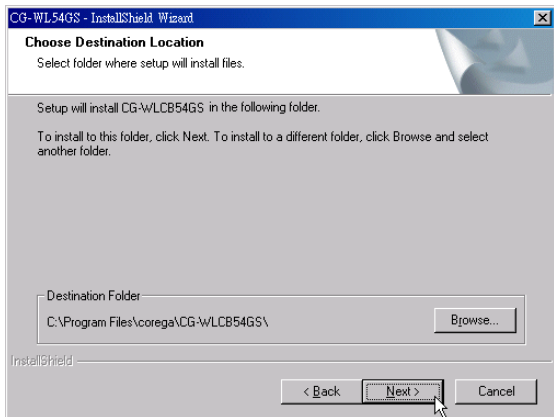 CG-WL54GS - InstallShield Wizard
Choose Destination Location
Select folder where setup will install files.
Setup will install CG-WLCB54GS in the following folder.
To install to this folder, click Next. To install to a different folder, click Browse and select
another folder.
Destination Folder
C:\Program Files\corega\CG-WLCB54GS\
Browse...
InstallShield
< Back
Next >
Cancel